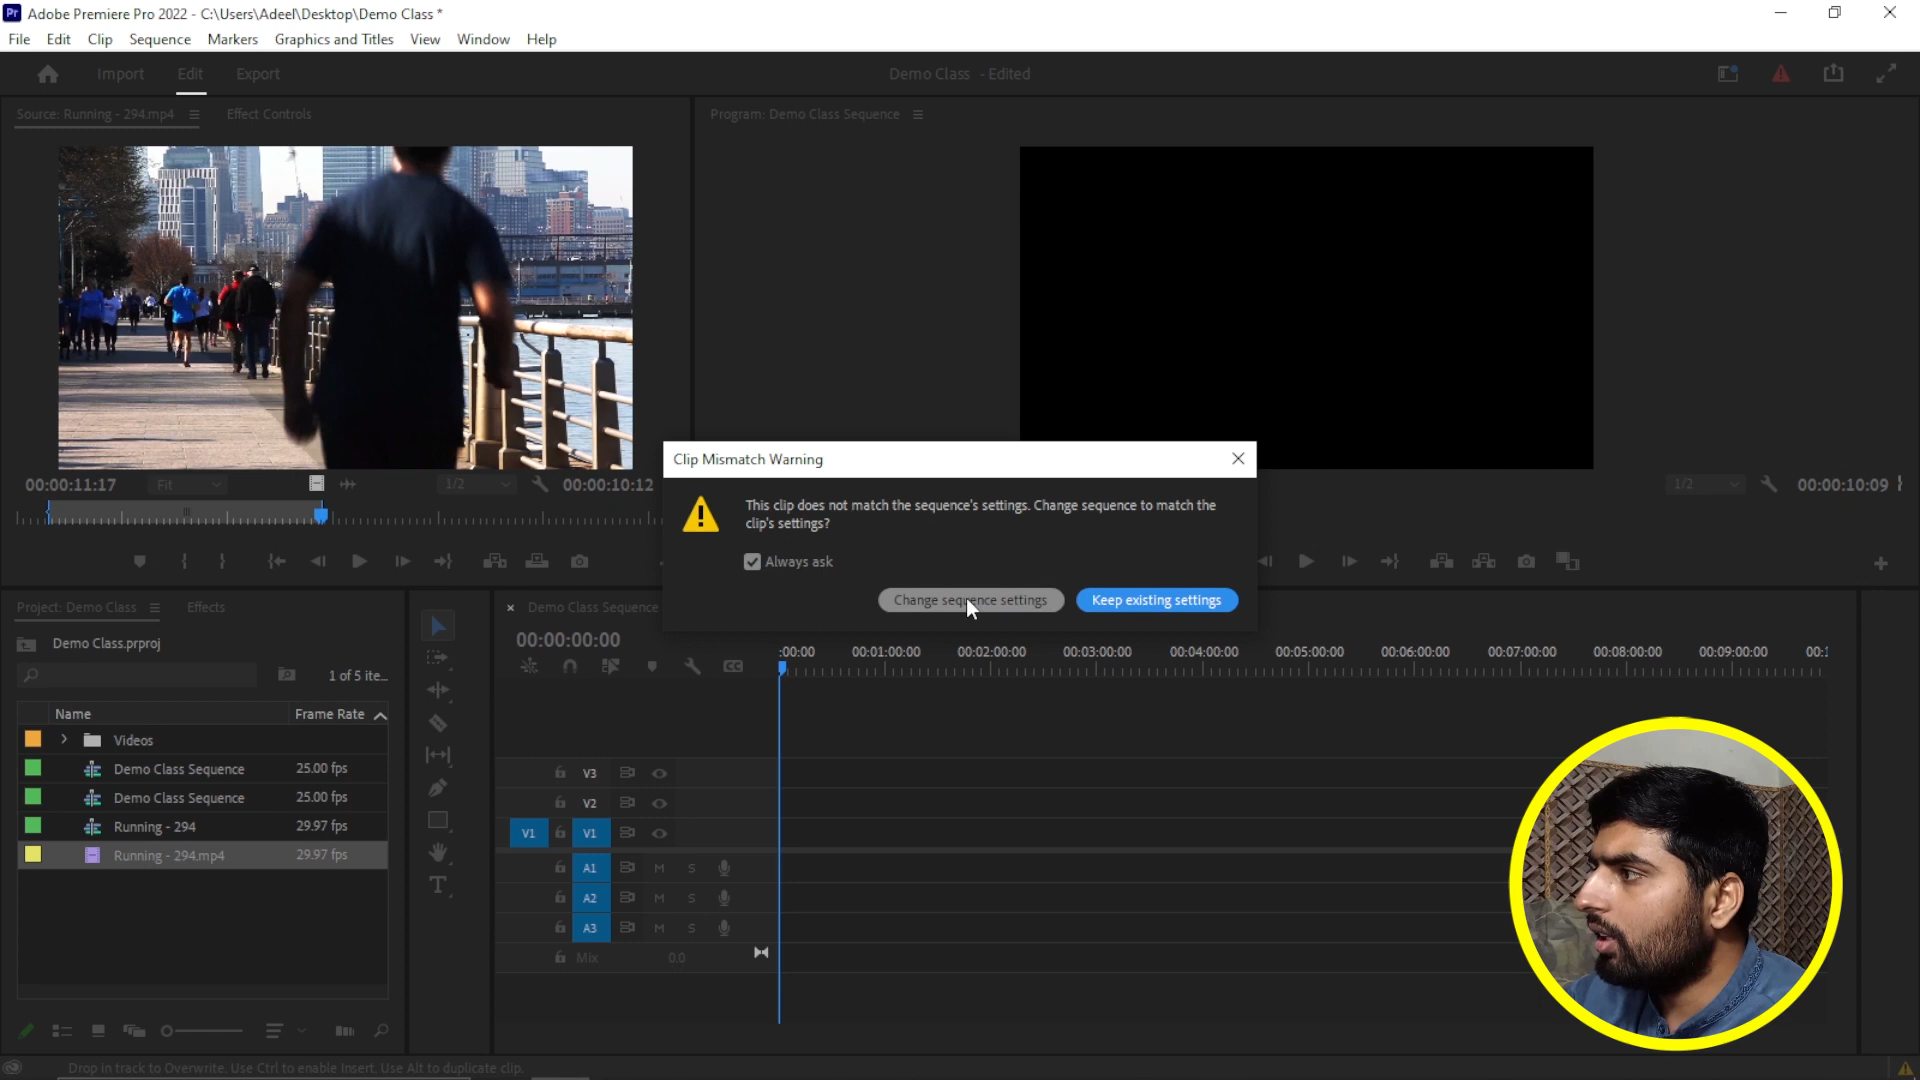 Pr Adobe Premiere Pro 2022 - C:\Users\Adeel\Desktop\Demo Class *
File Edit Clip Sequence Markers Graphics and Titles View Window Help
Import Edit Export
Demo Class - Edited
Source: Running - 294.mp4
Effect Controls
Program: Demo Class Sequence
00:00:11:17
Fit
1/2
00:00:10:12
1/2
00:00:10:09
Clip Mismatch Warning
This clip does not match the sequence's settings. Change sequence to match the
clip's settings?
Always ask
Change sequence settings
Keep existing settings
Project: Demo Class
Effects
Demo Class.prproj
1 of 5 ite...
Name Frame Rate
Videos
Demo Class Sequence 25.00 fps
Demo Class Sequence 25.00 fps
Running - 294 29.97 fps
Running - 294.mp4 29.97 fps
× Demo Class Sequence
00:00:00:00
:00:00 00:01:00:00 00:02:00:00 00:03:00:00 00:04:00:00 00:05:00:00 00:06:00:00 00:07:00:00 00:08:00:00 00:09:00:00 00:1
CC
T
V3
V2
V1 V1
A1 M S
A2 M S
A3 M S
Mix 0.0
Drop in track to Overwrite. Use Ctrl to enable Insert. Use Alt to duplicate clip.